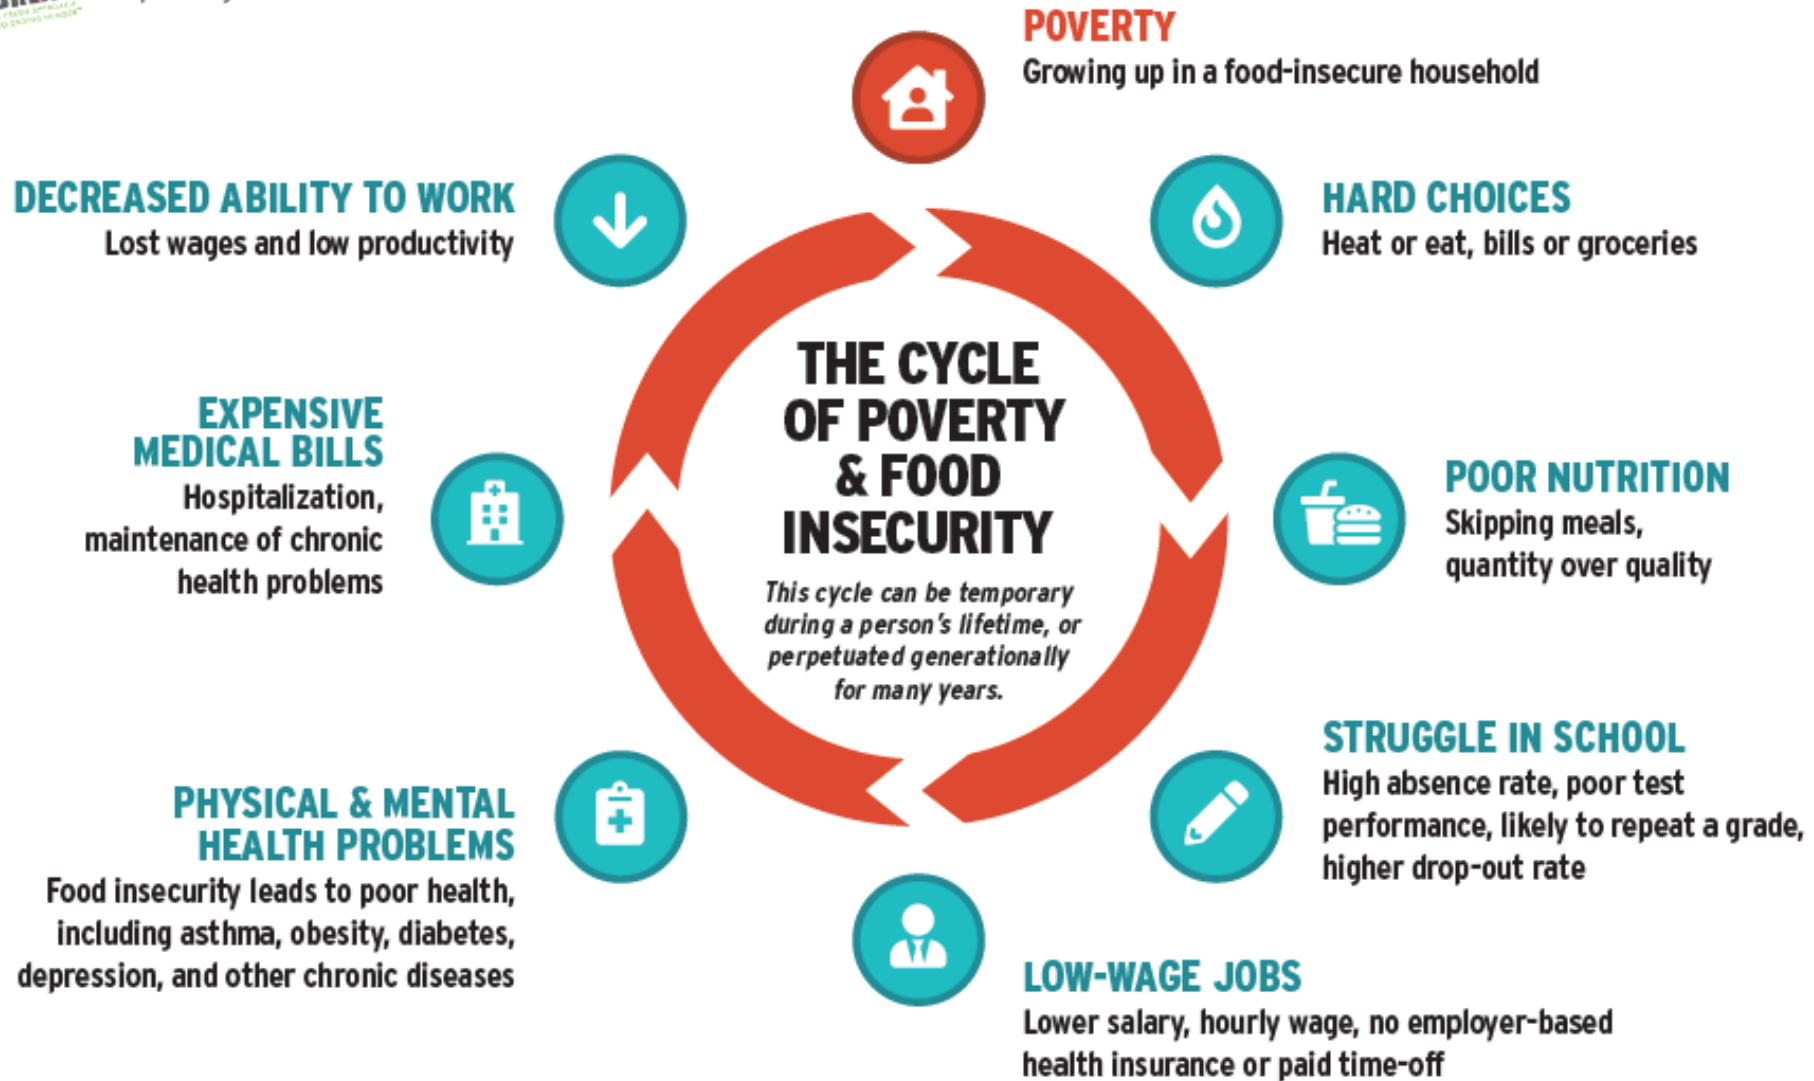 POVERTY
Growing up in a food-insecure household
HARD CHOICES
Heat or eat, bills or groceries
POOR NUTRITION
Skipping meals,
quantity over quality
STRUGGLE IN SCHOOL
High absence rate, poor test
performance, likely to repeat a grade,
higher drop-out rate
LOW-WAGE JOBS
Lower salary, hourly wage, no employer-based
health insurance or paid time-off
PHYSICAL & MENTAL
HEALTH PROBLEMS
Food insecurity leads to poor health,
including asthma, obesity, diabetes,
depression, and other chronic diseases
EXPENSIVE
MEDICAL BILLS
Hospitalization,
maintenance of chronic
health problems
DECREASED ABILITY TO WORK
Lost wages and low productivity
THE CYCLE
OF POVERTY
& FOOD
INSECURITY
This cycle can be temporary
during a person's lifetime, or
perpetuated generationally
for many years.